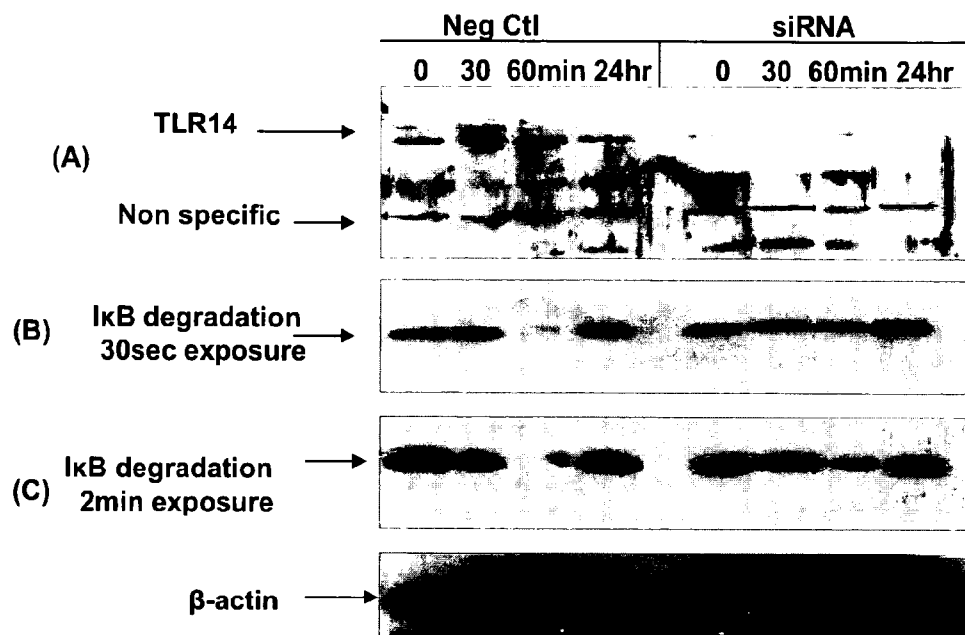 Neg Ctl siRNA
0 30 60min 24hr 0 30 60min 24hr
TLR14
(A)
Non specific
(B) IκB degradation
30sec exposure
IκB degradation
(C) 2min exposure
β-actin